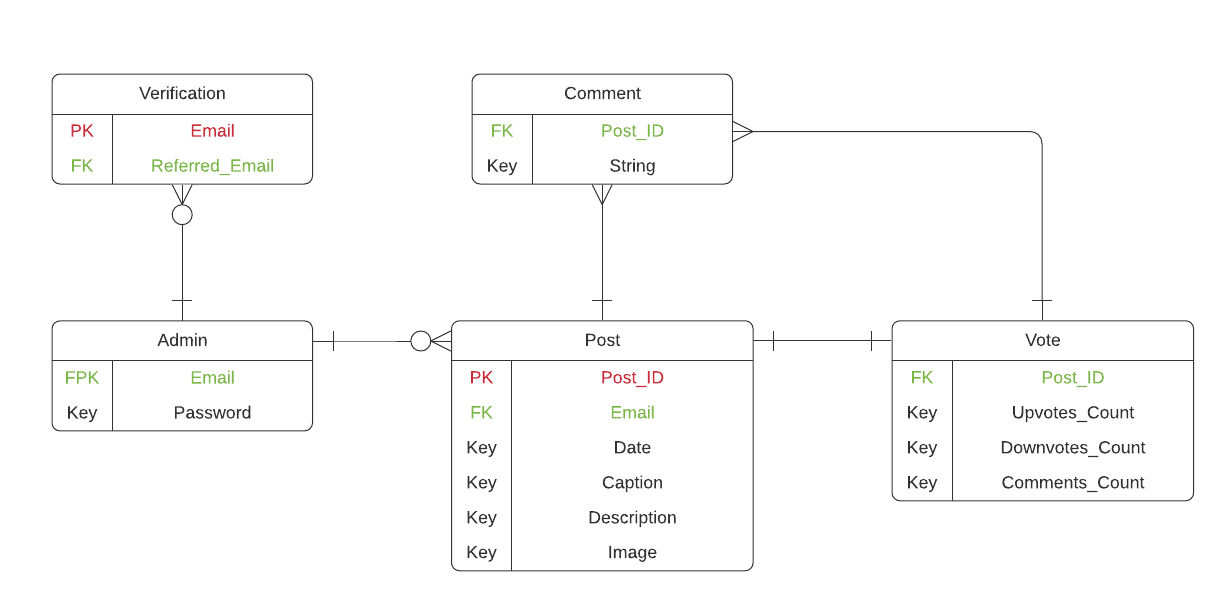 Verification
PK Email
FK Referred_Email
Comment
FK Post_ID
Key String
Admin
FPK Email
Key Password
Post
PK Post_ID
FK Email
Key Date
Key Caption
Key Description
Key Image
Vote
FK Post_ID
Key Upvotes_Count
Key Downvotes_Count
Key Comments_Count